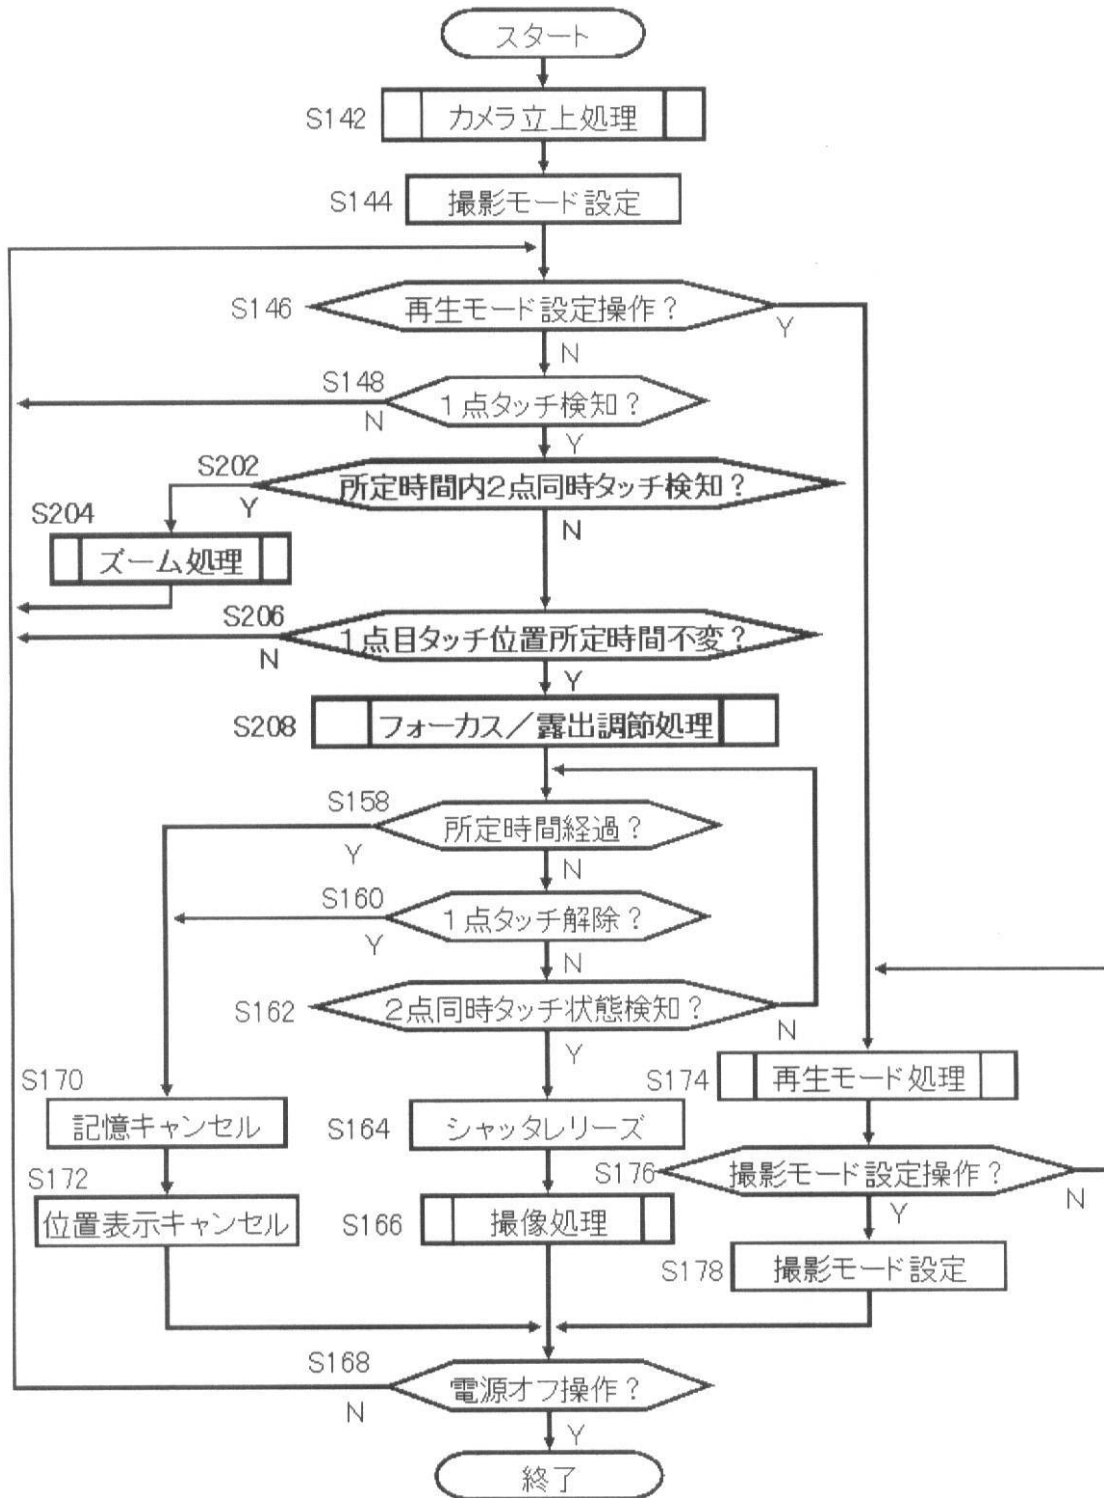 スタート
S142
カメラ立上処理
S144
撮影モード設定
S146
再生モード設定操作？
Y
N
S148
1点タッチ検知？
N
Y
S202
所定時間内2点同時タッチ検知？
Y
N
S204
ズーム処理
S206
1点目タッチ位置所定時間不変？
N
Y
S208
フォーカス／露出調節処理
S158
所定時間経過？
Y
N
S160
1点タッチ解除？
Y
N
S162
2点同時タッチ状態検知？
N
Y
S174
再生モード処理
S170
記憶キャンセル
S164
シャッタレリーズ
S176
撮影モード設定操作？
N
Y
S172
位置表示キャンセル
S166
撮像処理
S178
撮影モード設定
S168
電源オフ操作？
N
Y
終了